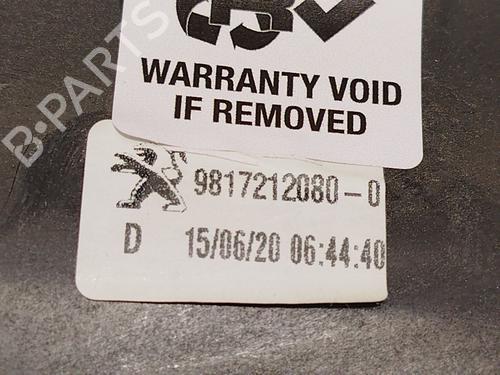 WARRANTY VOID
IF REMOVED
9817212080-0
D 15/06/20 06:44:40
B-PARTS